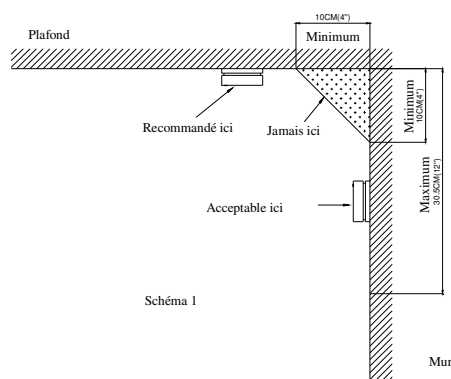 10CM(4")
Plafond
Minimum
Recommandé ici
Jamais ici
Minimum
10CM(4")
Maximum
30.5CM(12")
Acceptable ici
Schéma 1
Mur